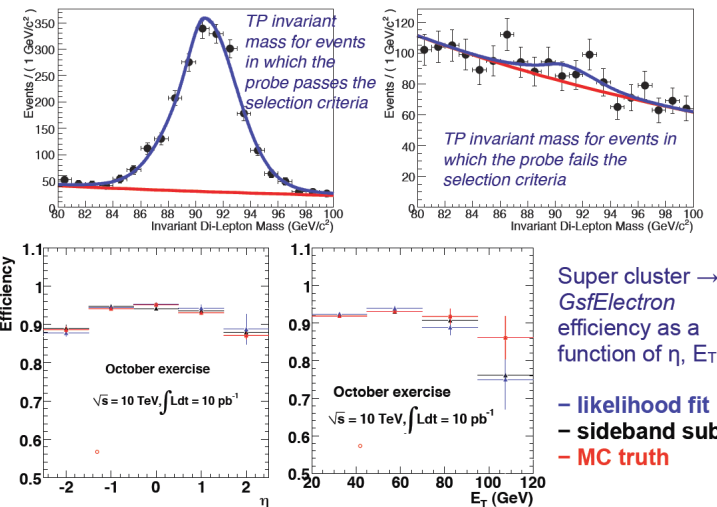 350
300
250
200
150
100
50
0
Events / ( 1 GeV/c² )
TP invariant
mass for events
in which the
probe passes the
selection criteria
80 82 84 86 88 90 92 94 96 98 100
Invariant Di-Lepton Mass (GeV/c²)
120
100
80
60
40
20
0
Events / ( 1 GeV/c² )
TP invariant mass for events in
which the probe fails the
selection criteria
80 82 84 86 88 90 92 94 96 98 100
Invariant Di-Lepton Mass (GeV/c²)
Efficiency
1.1
1
0.9
0.8
0.7
0.6
0.5
October exercise
√s = 10 TeV,∫Ldt = 10 pb⁻¹
-2 -1 0 1 2
η
1.1
1
0.9
0.8
0.7
0.6
0.5
October exercise
√s = 10 TeV,∫Ldt = 10 pb⁻¹
20 40 60 80 100 120
E_T (GeV)
Super cluster →
GsfElectron
efficiency as a
function of η, E_T
– likelihood fit
– sideband sub
– MC truth